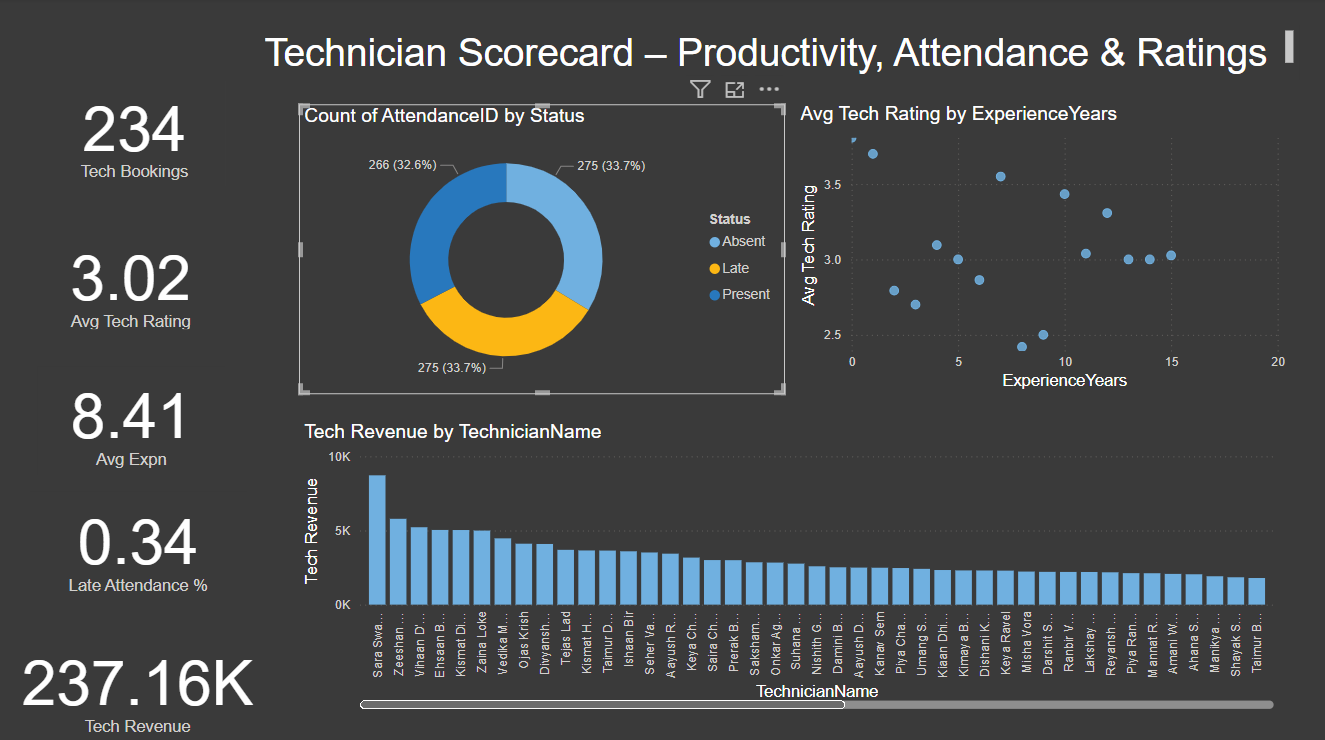 Technician Scorecard – Productivity, Attendance & Ratings
234
Tech Bookings
3.02
Avg Tech Rating
8.41
Avg Expn
0.34
Late Attendance %
237.16K
Tech Revenue
Count of AttendanceID by Status
266 (32.6%)
275 (33.7%)
275 (33.7%)
Status
Absent
Late
Present
Avg Tech Rating by ExperienceYears
Avg Tech Rating
3.5
3.0
2.5
0 5 10 15 20
ExperienceYears
Tech Revenue by TechnicianName
Tech Revenue
10K
5K
0K
Sara Swa...
Zeeshan ...
Vihaan D'...
Ehsaan B...
Kismat Di...
Zaina Loke
Vedika M...
Ojas Krish
Divyansh...
Tejas Lad
Kismat H...
Taimur D...
Ishaan Bir
Seher Va...
Aayush R...
Keya Ch...
Saira Ch...
Prerak B...
Saksham...
Onkar Ag...
Suhana ...
Nishith G...
Damini B...
Aayush D...
Kanav Sem
Piya Cha...
Umang S...
Kiaan Dhi...
Kimaya B...
Dishani K...
Keya Ravel
Misha Vora
Darshit S...
Ranbir V...
Lakshay ...
Reyansh ...
Piya Ran...
Mannat R...
Amani W...
Ahana S...
Manikya ...
Shayak S...
Taimur B...
TechnicianName